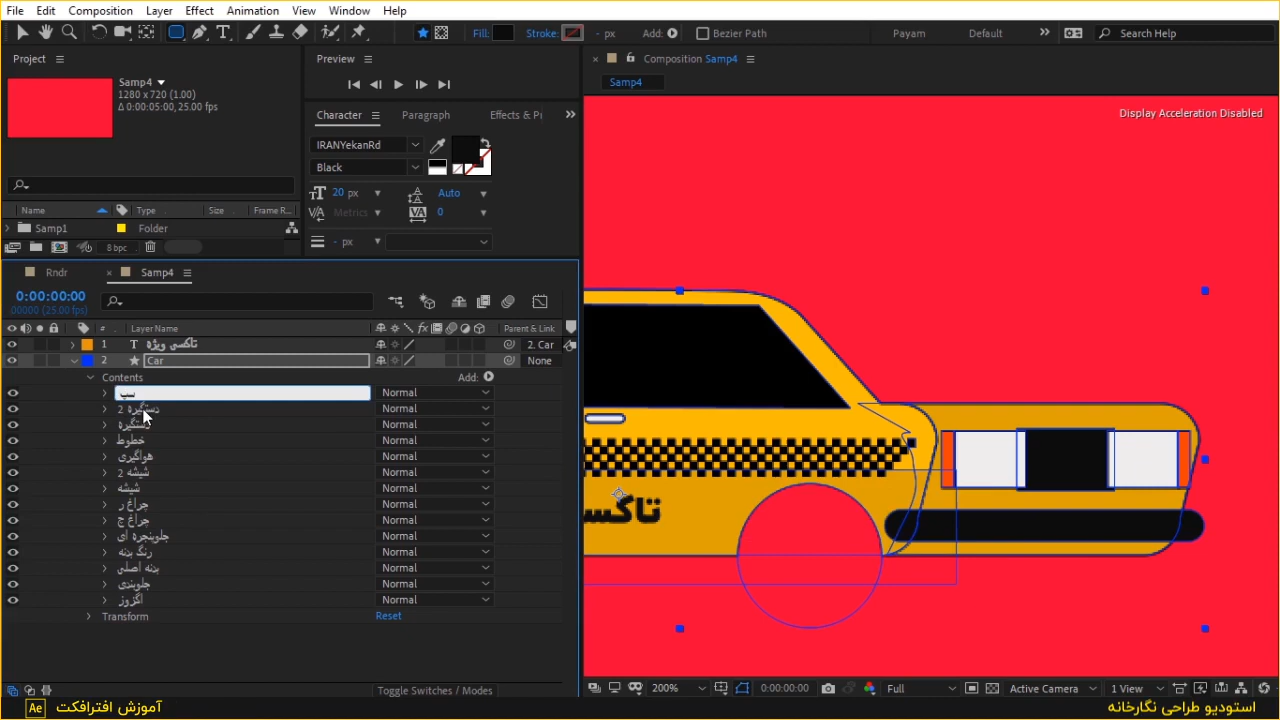 File Edit Composition Layer Effect Animation View Window Help
Fill: Stroke: - px Add: Bezier Path Payam Default Search Help
Project
Samp4
1280 x 720 (1.00)
Δ 0:00:05:00, 25.00 fps
Name Type Size Frame R...
Samp1 Folder
8 bpc
Preview
Character Paragraph Effects & Pi
IRANYekanRd
Black
20 px Auto
Metrics 0
- px
Composition Samp4
Samp4
Display Acceleration Disabled
تاکس
Rndr Samp4
0:00:00:00
00000 (25.00 fps)
# Layer Name Parent & Link
1 T تاکسی ویژه 2. Car
2 Car None
Contents Add:
سپ Normal
دستگیره 2 Normal
دستگیره Normal
خطوط Normal
هواگیری Normal
شیشه 2 Normal
شیشه Normal
چراغ ر Normal
چراغ ج Normal
جلوپنجره ای Normal
رنگ بدنه Normal
بدنه اصلی Normal
جلوبندی Normal
اگزوز Normal
Transform Reset
Toggle Switches / Modes
200% 0:00:00:00 Full Active Camera 1 View
Ae آموزش افترافکت
استودیو طراحی نگارخانه